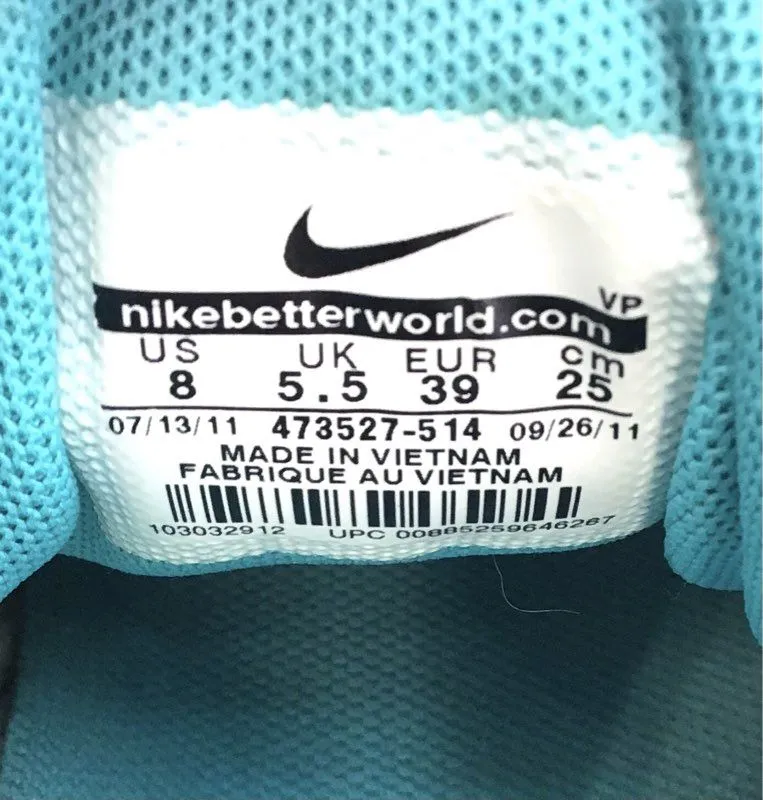 VP
nikebetterworld.com
US UK EUR cm
8 5.5 39 25
07/13/11 473527-514 09/26/11
MADE IN VIETNAM
FABRIQUE AU VIETNAM
103032912 UPC 00885259646267